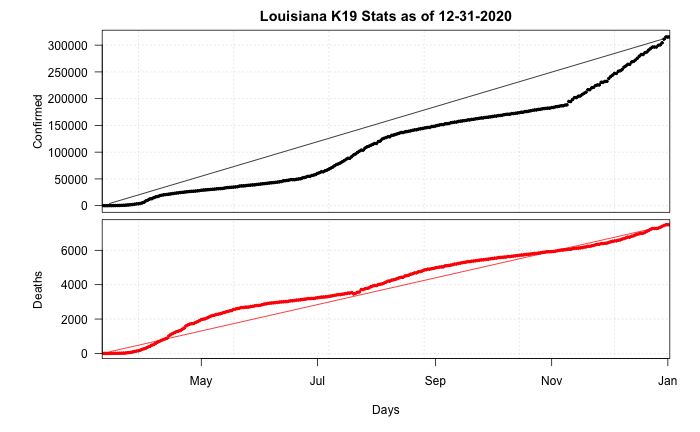 Louisiana K19 Stats as of 12-31-2020
Confirmed
300000
250000
200000
150000
100000
50000
0
Deaths
6000
4000
2000
0
May Jul Sep Nov Jan
Days